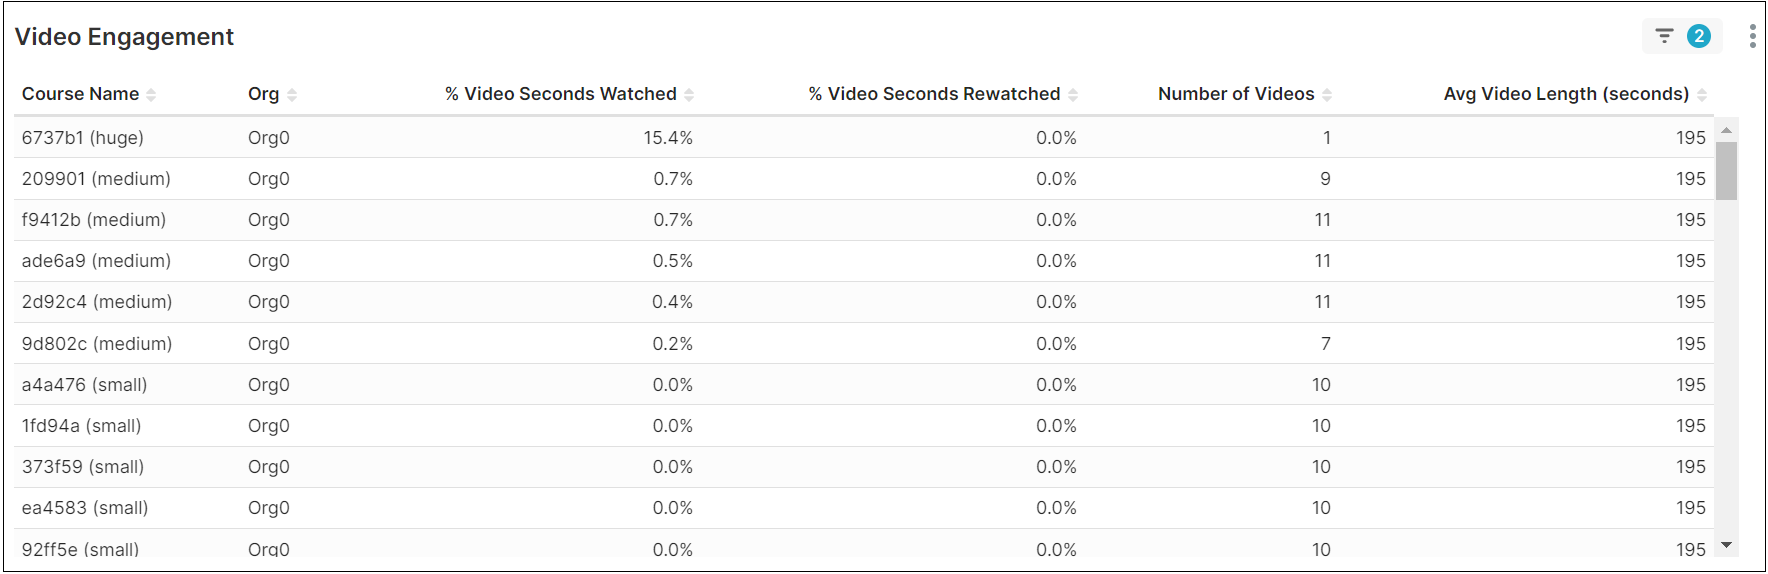 Video Engagement
2
Course Name Org % Video Seconds Watched % Video Seconds Rewatched Number of Videos Avg Video Length (seconds)
6737b1 (huge) Org0 15.4% 0.0% 1 195
209901 (medium) Org0 0.7% 0.0% 9 195
f9412b (medium) Org0 0.7% 0.0% 11 195
ade6a9 (medium) Org0 0.5% 0.0% 11 195
2d92c4 (medium) Org0 0.4% 0.0% 11 195
9d802c (medium) Org0 0.2% 0.0% 7 195
a4a476 (small) Org0 0.0% 0.0% 10 195
1fd94a (small) Org0 0.0% 0.0% 10 195
373f59 (small) Org0 0.0% 0.0% 10 195
ea4583 (small) Org0 0.0% 0.0% 10 195
92ff5e (small) Org0 0.0% 0.0% 10 195